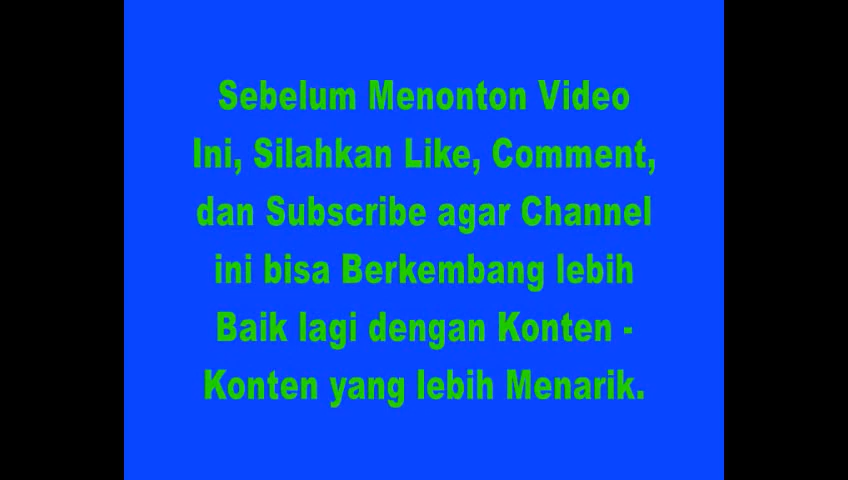 Sebelum Menonton Video
Ini, Silahkan Like, Comment,
dan Subscribe agar Channel
ini bisa Berkembang lebih
Baik lagi dengan Konten -
Konten yang lebih Menarik.